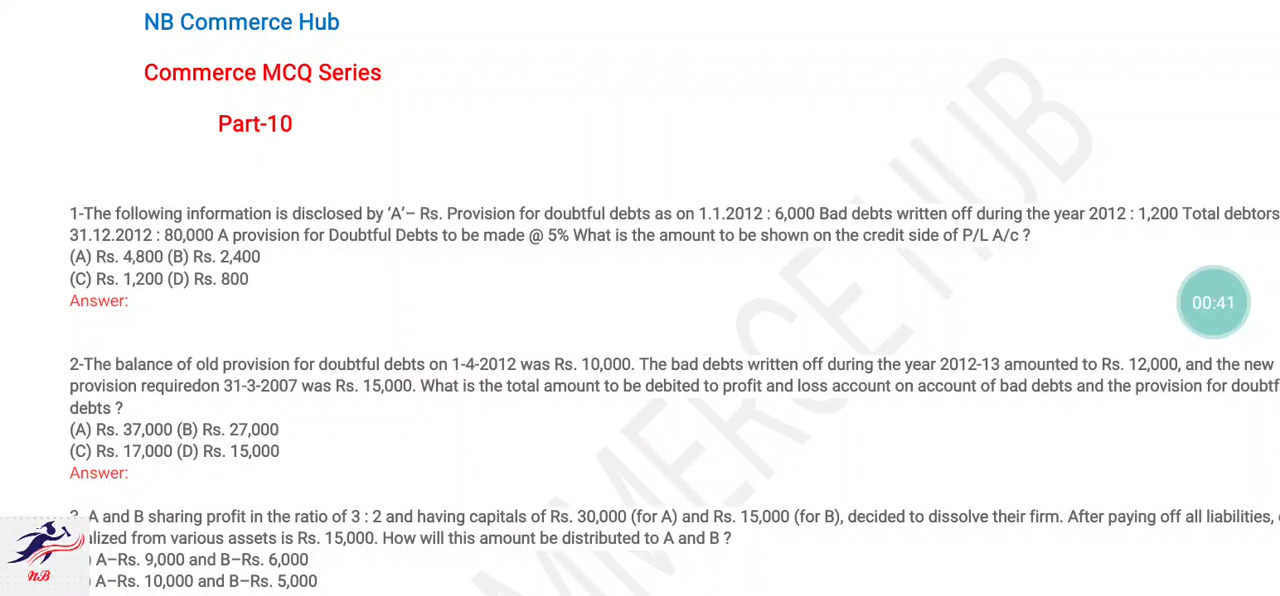 NB Commerce Hub
Commerce MCQ Series
Part-10
1-The following information is disclosed by ‘A’– Rs. Provision for doubtful debts as on 1.1.2012 : 6,000 Bad debts written off during the year 2012 : 1,200 Total debtors
31.12.2012 : 80,000 A provision for Doubtful Debts to be made @ 5% What is the amount to be shown on the credit side of P/L A/c ?
(A) Rs. 4,800 (B) Rs. 2,400
(C) Rs. 1,200 (D) Rs. 800
Answer:
00:41
2-The balance of old provision for doubtful debts on 1-4-2012 was Rs. 10,000. The bad debts written off during the year 2012-13 amounted to Rs. 12,000, and the new
provision requiredon 31-3-2007 was Rs. 15,000. What is the total amount to be debited to profit and loss account on account of bad debts and the provision for
debts ?
(A) Rs. 37,000 (B) Rs. 27,000
(C) Rs. 17,000 (D) Rs. 15,000
Answer:
A and B sharing profit in the ratio of 3 : 2 and having capitals of Rs. 30,000 (for A) and Rs. 15,000 (for B), decided to dissolve their firm. After paying off all liabilities,
from various assets is Rs. 15,000. How will this amount be distributed to A and B ?
A–Rs. 9,000 and B–Rs. 6,000
A–Rs. 10,000 and B–Rs. 5,000
NB